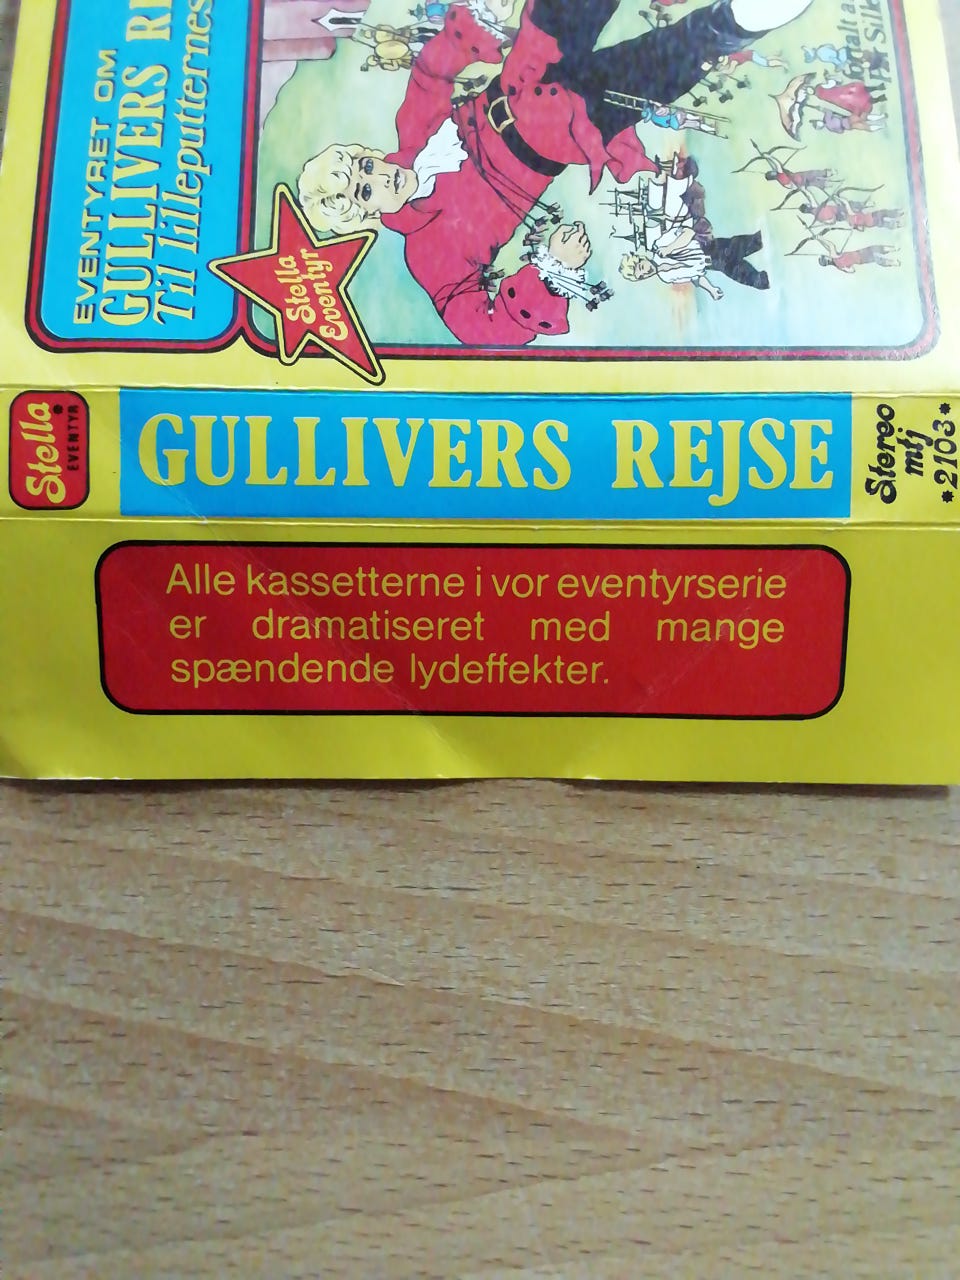 EVENTYRET OM
GULLIVERS
Til lilleputternes
Stella
Eventyr
Stella
EVENTYR
GULLIVERS REJSE
Stereo
mtj
*2103*
Alle kassetterne i vor eventyrserie
er dramatiseret med mange
spændende lydeffekter.